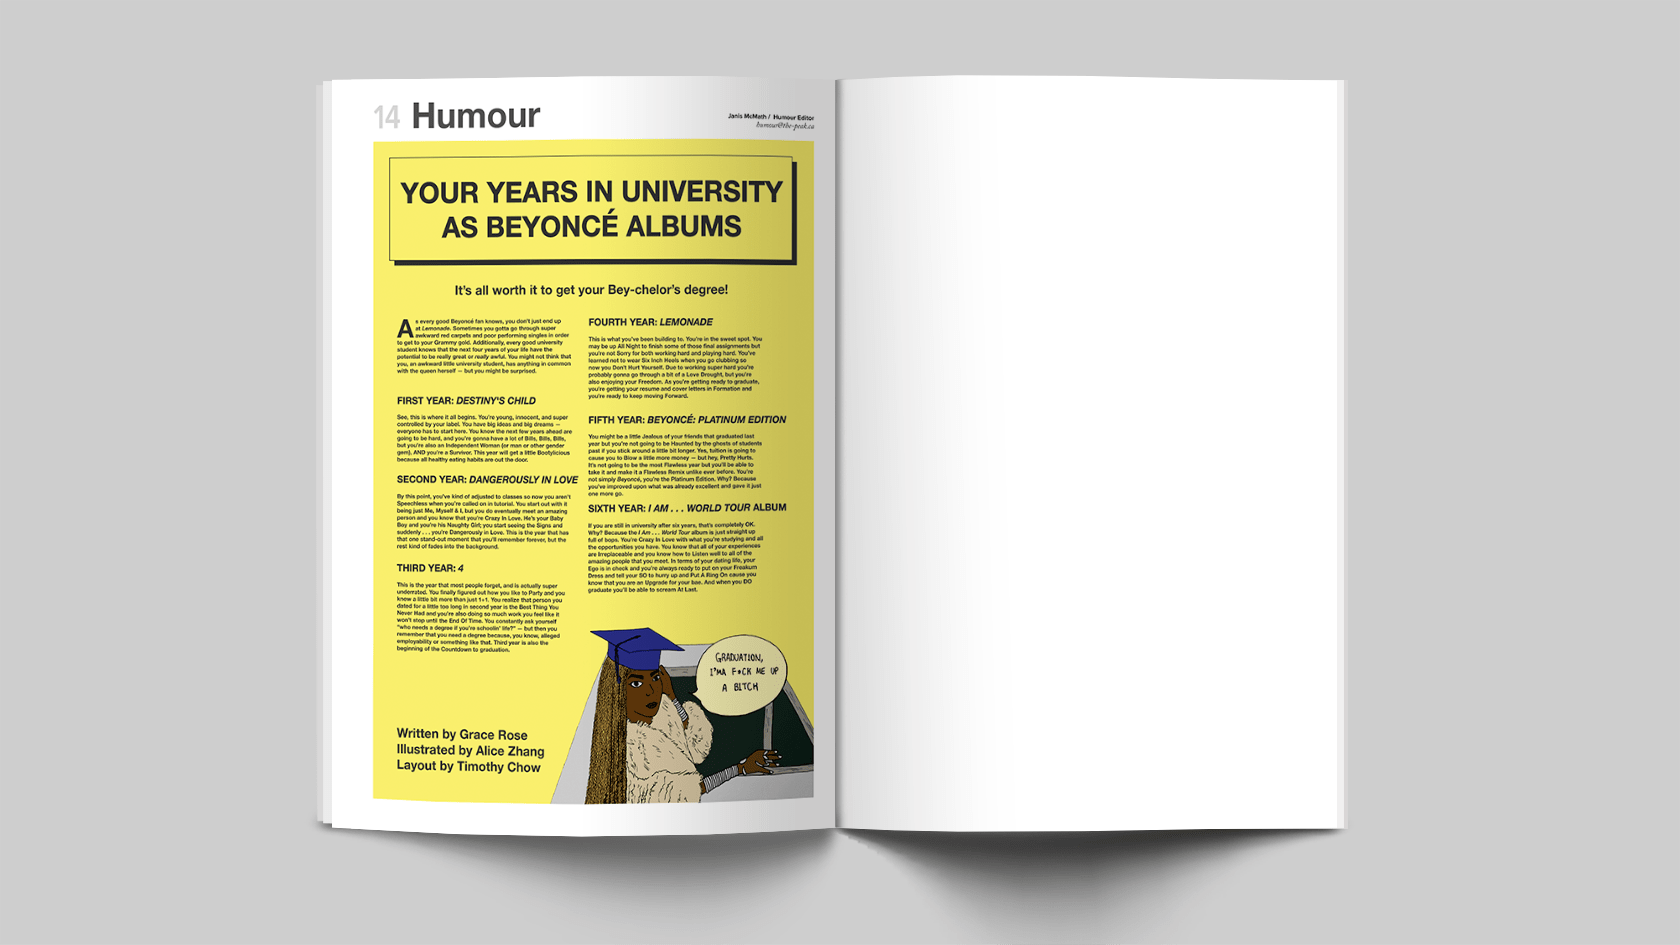 14 Humour
Janis McMath / Humour Editor
humour@the-peak.ca
YOUR YEARS IN UNIVERSITY
AS BEYONCÉ ALBUMS
It's all worth it to get your Bey-chelor's degree!
As every good Beyoncé fan knows, you don't just end up
at Lemonade. Sometimes you gotta go through super
awkward red carpets and poor performing singles in order
to get to your Grammy gold. Additionally, every good university
student knows that the next four years of your life have the
potential to be really great or really awful. You might not think that
you, an awkward little university student, has anything in common
with the queen herself — but you might be surprised.
FIRST YEAR: DESTINY'S CHILD
See, this is where it all begins. You're young, innocent, and super
controlled by your label. You have big ideas and big dreams —
everyone has to start here. You know the next few years ahead are
going to be hard, and you're gonna have a lot of Bills, Bills, Bills,
but you're also an Independent Woman (or man or other gender
gem), AND you're a Survivor. This year will get a little Bootylicious
because all healthy eating habits are out the door.
SECOND YEAR: DANGEROUSLY IN LOVE
By this point, you've kind of adjusted to classes so now you aren't
Speechless when you're called on in tutorial. You start out with it
being just Me, Myself & I, but you do eventually meet an amazing
person and you know that you're Crazy In Love. He's your Baby
Boy and you're his Naughty Girl; you start seeing the Signs and
suddenly . . . you're Dangerously in Love. This is the year that has
that one stand-out moment that you'll remember forever, but the
rest kind of fades into the background.
THIRD YEAR: 4
This is the year that most people forget, and is actually super
underrated. You finally figured out how you like to Party and you
know a little bit more than just 1+1. You realize that person you
dated for a little too long in second year is the Best Thing You
Never Had and you're also doing so much work you feel like it
won't stop until the End Of Time. You constantly ask yourself
"who needs a degree if you're schoolin' life?" — but then you
remember that you need a degree because, you know, alleged
employability or something like that. Third year is also the
beginning of the Countdown to graduation.
FOURTH YEAR: LEMONADE
This is what you've been building to. You're in the sweet spot. You
may be up All Night to finish some of those final assignments but
you're not Sorry for both working hard and playing hard. You've
learned not to wear Six Inch Heels when you go clubbing so
now you Don't Hurt Yourself. Due to working super hard you're
probably gonna go through a bit of a Love Drought, but you're
also enjoying your Freedom. As you're getting ready to graduate,
you're getting your resume and cover letters in Formation and
you're ready to keep moving Forward.
FIFTH YEAR: BEYONCÉ: PLATINUM EDITION
You might be a little Jealous of your friends that graduated last
year but you're not going to be Haunted by the ghosts of students
past if you stick around a little bit longer. Yes, tuition is going to
cause you to Blow a little more money — but hey, Pretty Hurts.
It's not going to be the most Flawless year but you'll be able to
take it and make it a Flawless Remix unlike ever before. You're
not simply Beyoncé, you're the Platinum Edition. Why? Because
you've improved upon what was already excellent and gave it just
one more go.
SIXTH YEAR: I AM . . . WORLD TOUR ALBUM
If you are still in university after six years, that's completely OK.
Why? Because the I Am . . . World Tour album is just straight up
full of bops. You're Crazy In Love with what you're studying and all
the opportunities you have. You know that all of your experiences
are Irreplaceable and you know how to Listen well to all of the
amazing people that you meet. In terms of your dating life, your
Ego is in check and you're always ready to put on your Freakum
Dress and tell your SO to hurry up and Put A Ring On cause you
know that you are an Upgrade for your bae. And when you DO
graduate you'll be able to scream At Last.
GRADUATION,
I'MA F*CK ME UP
A BITCH
Written by Grace Rose
Illustrated by Alice Zhang
Layout by Timothy Chow